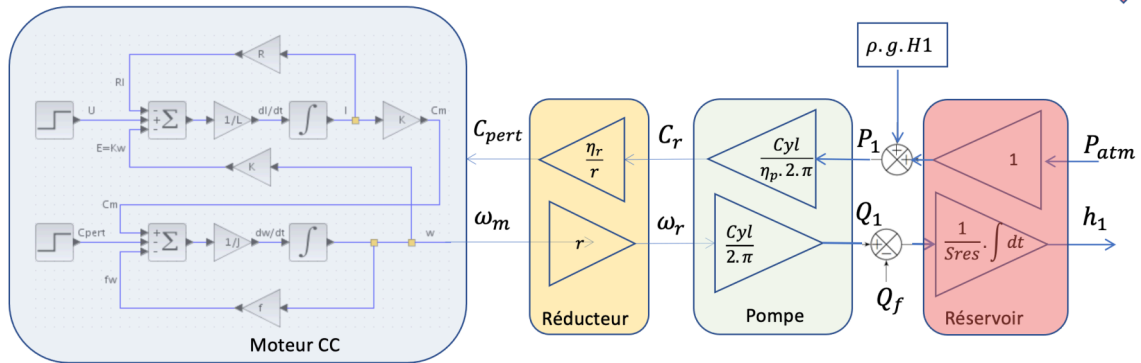 R
RI
U
dI/dt
I
Cm
1/L
K
E=Kw
K
Cm
Cpert
dw/dt
w
1/J
fw
f
Moteur CC
C_pert
ω_m
η_r/r
r
Réducteur
C_r
ω_r
Cyl/η_p.2.π
Cyl/2.π
Pompe
ρ.g.H1
P_1
Q_1
Q_f
1
1/Sres.∫dt
Réservoir
P_atm
h_1